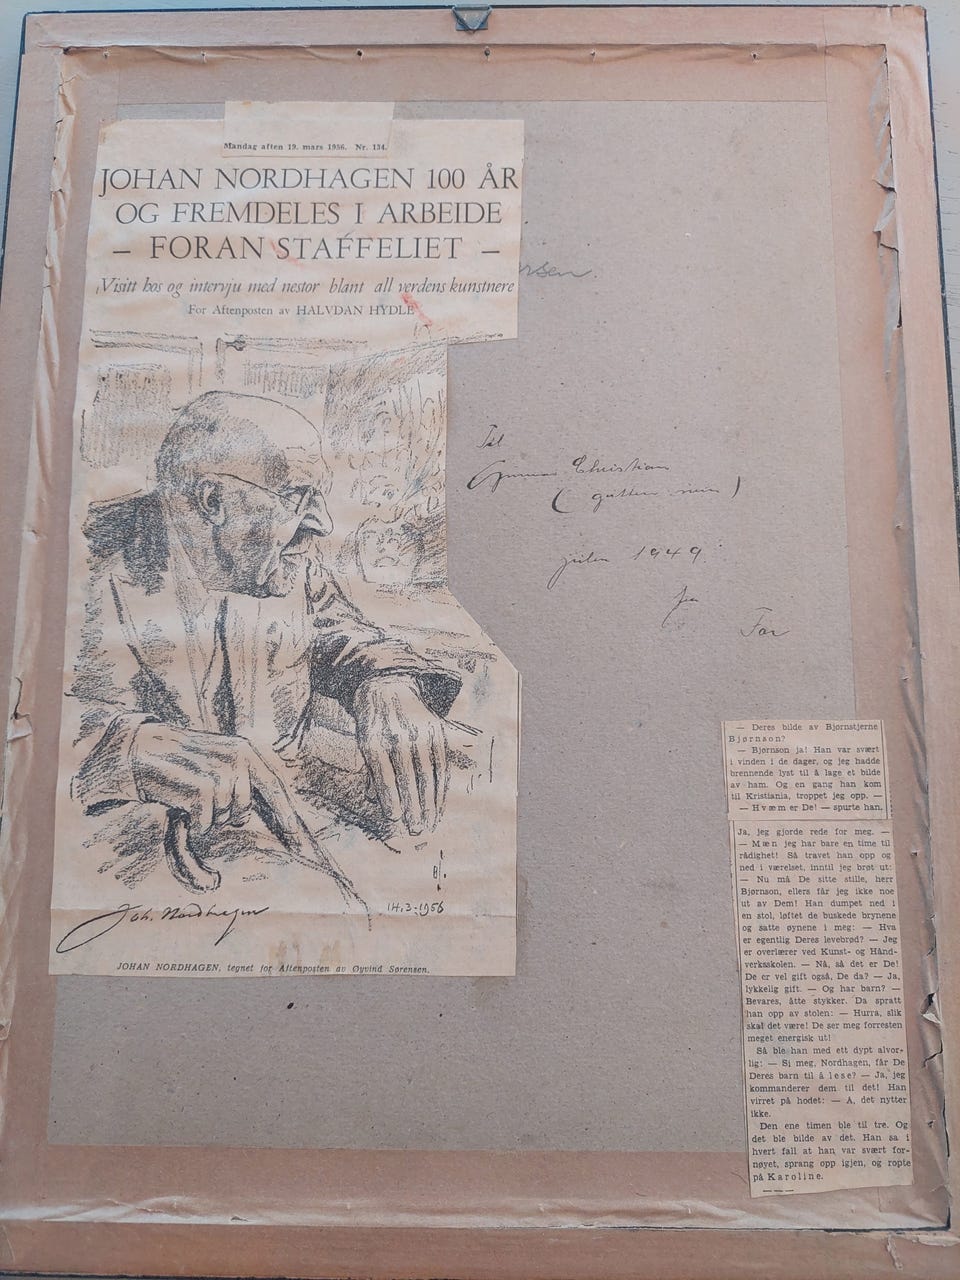 Mandag aften 19. mars 1956. Nr. 134.
JOHAN NORDHAGEN 100 ÅR
OG FREMDELES I ARBEIDE
— FORAN STAFFELIET —
Visitt hos og intervju med nestor blant all verdens kunstnere
For Aftenposten av HALVDAN HYDLE
rsen.
Til
Christian
(gutten min)
julen 1949.
fra
Far
Joh. Nordhagen
14.3-1956
JOHAN NORDHAGEN, tegnet for Aftenposten av Øyvind Sørensen.
— Deres bilde av Bjørnstjerne
Bjørnson?
— Bjørnson ja! Han var svært
i vinden i de dager, og jeg hadde
brennende lyst til å lage et bilde
av ham. Og en gang han kom
til Kristiania, troppet jeg opp. —
— Hvæm er De! — spurte han.
Ja, jeg gjorde rede for meg. —
— Mæn jeg har bare en time til
rådighet! Så travet han opp og
ned i værelset, inntil jeg brøt ut:
— Nu må De sitte stille, herr
Bjørnson, ellers får jeg ikke noe
ut av Dem! Han dumpet ned i
en stol, løftet de buskede brynene
og satte øynene i meg: — Hva
er egentlig Deres levebrød? — Jeg
er overlærer ved Kunst- og Hånd-
verksskolen. — Nå, så det er De!
De er vel gift også, De da? — Ja,
lykkelig gift. — Og har barn? —
Bevares, åtte stykker. Da spratt
han opp av stolen: — Hurra, slik
skal det være! De ser meg forresten
meget energisk ut!
Så ble han med ett dypt alvor-
lig: — Si meg, Nordhagen, får De
Deres barn til å lese? — Ja, jeg
kommanderer dem til det! Han
virret på hodet: — A, det nytter
ikke.
Den ene timen ble til tre. Og
det ble bilde av det. Han sa i
hvert fall at han var svært for-
nøyet, sprang opp igjen, og ropte
på Karoline.